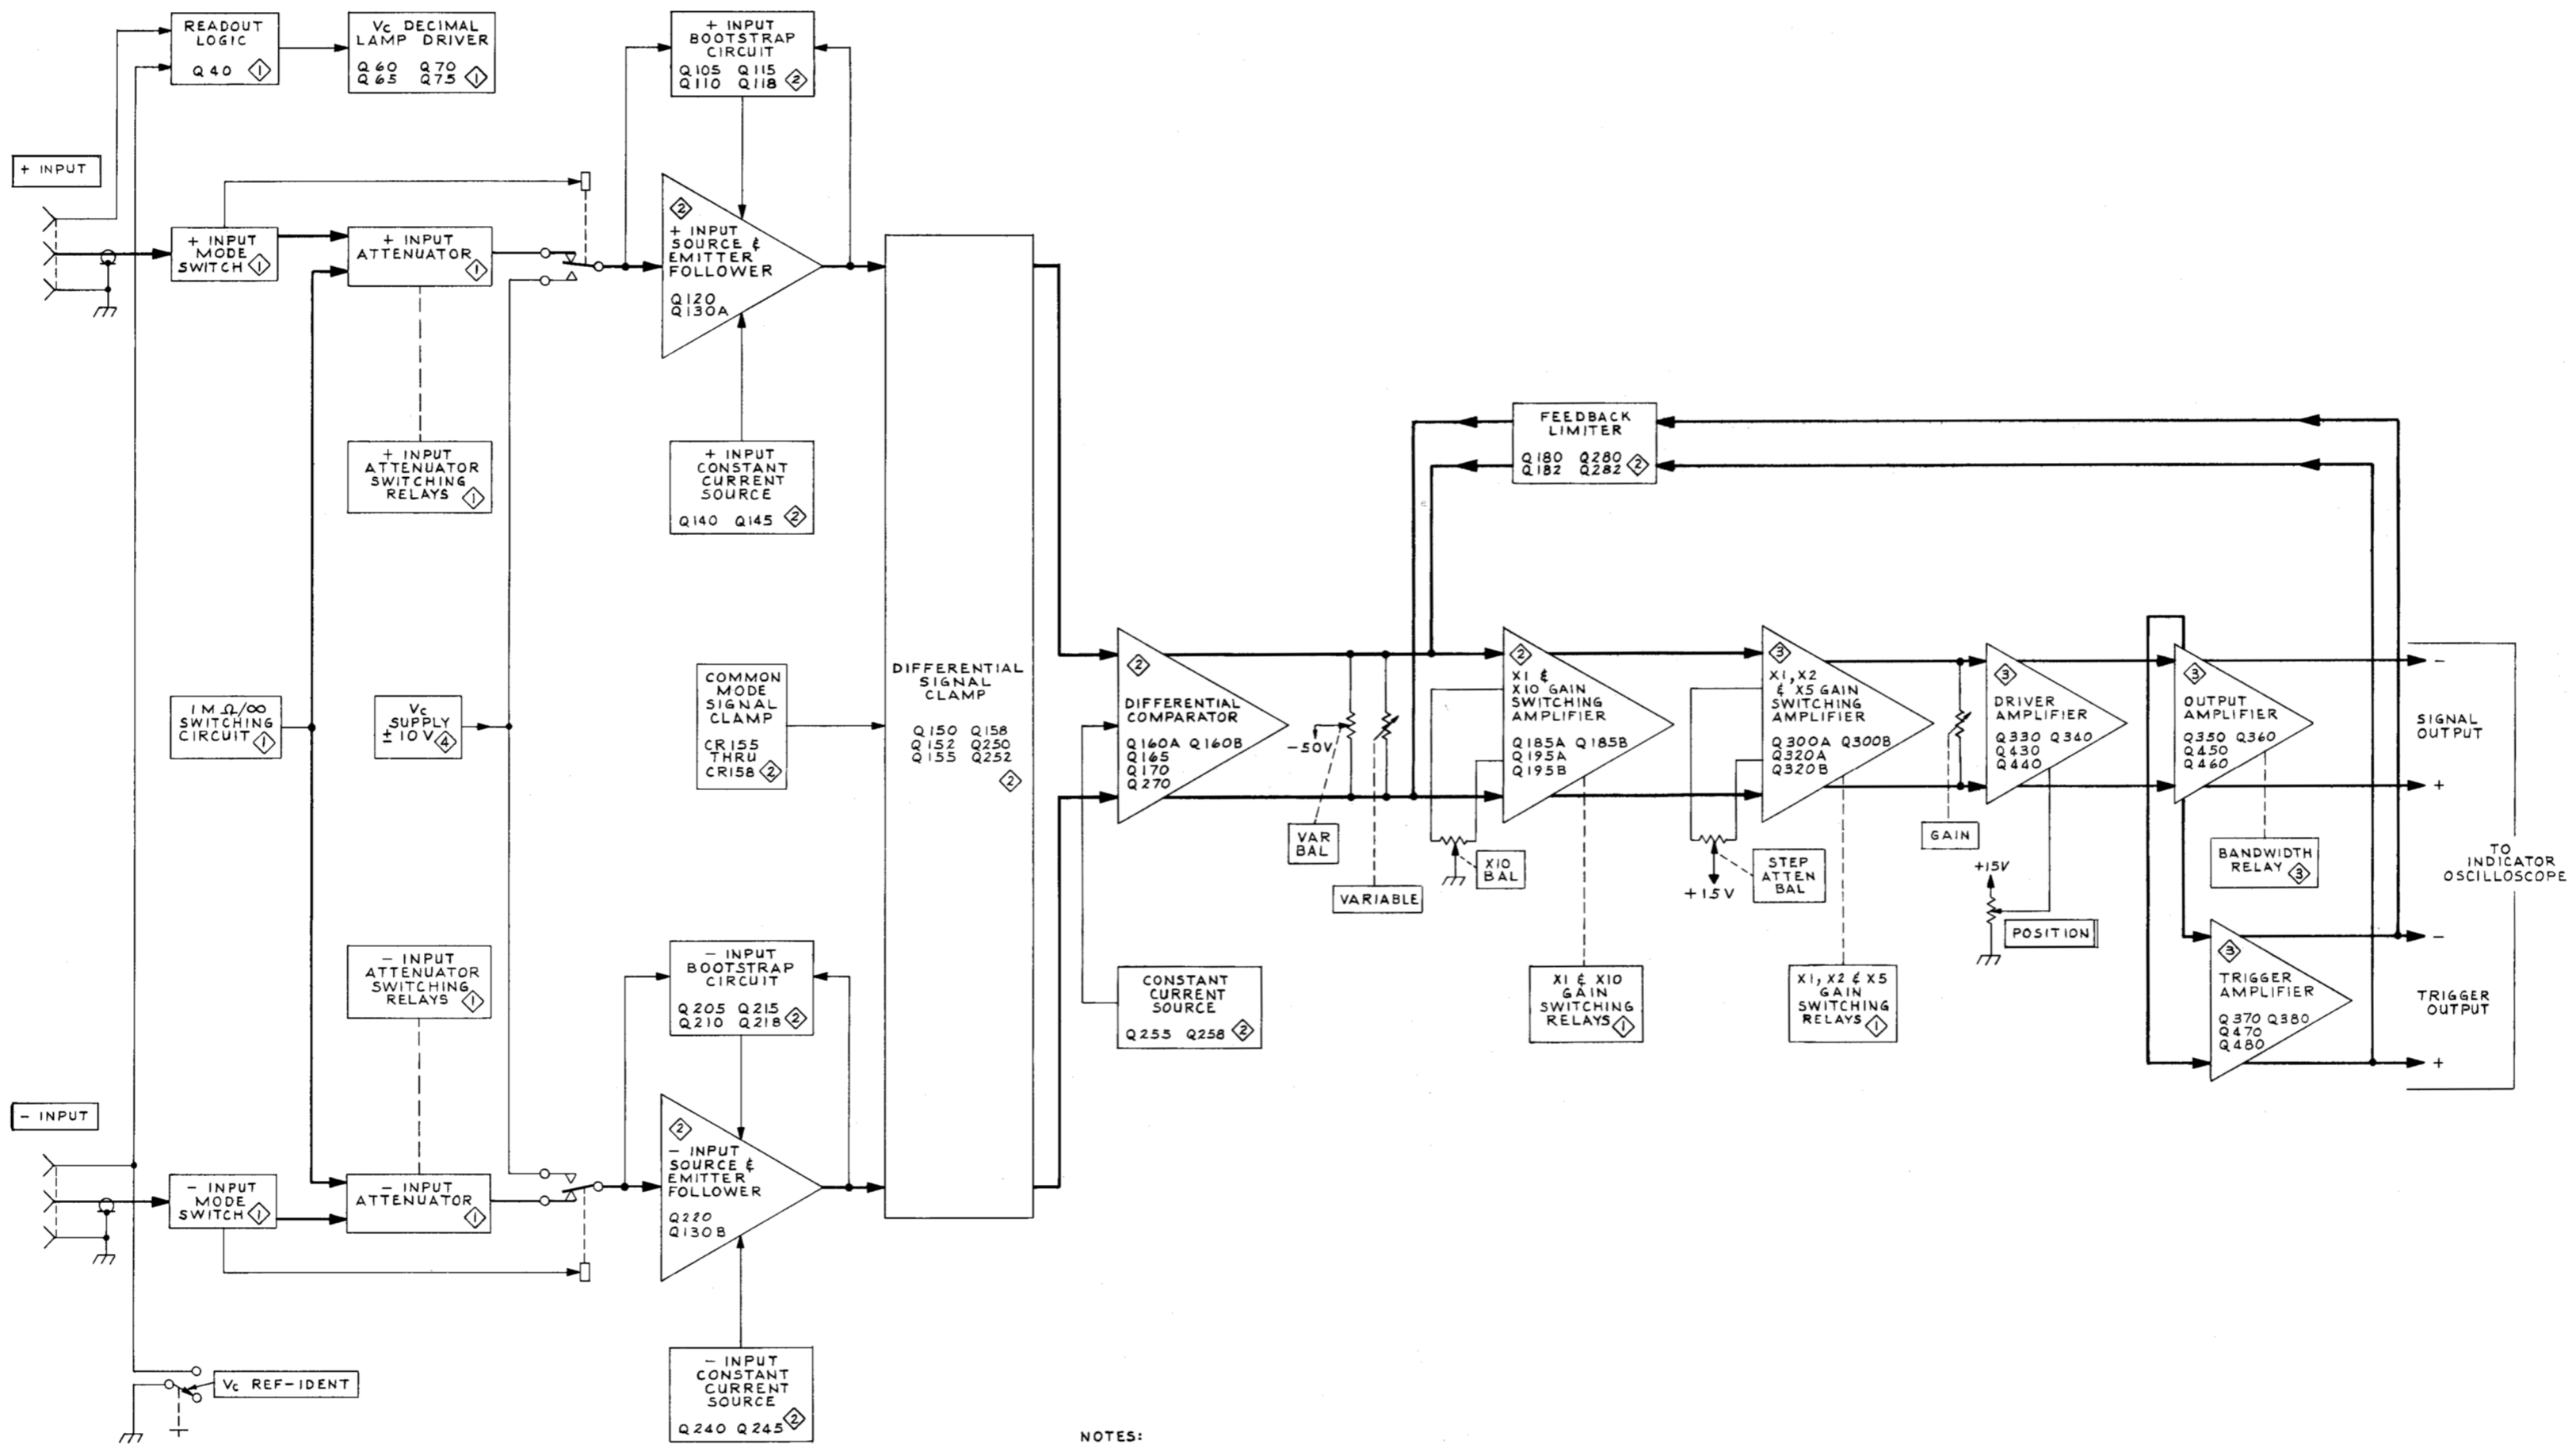 READOUT
LOGIC
Q40 1
VC DECIMAL
LAMP DRIVER
Q60 Q70
Q65 Q75 1
+ INPUT
BOOTSTRAP
CIRCUIT
Q105 Q115
Q110 Q118 2
+ INPUT
+ INPUT
MODE
SWITCH 1
+ INPUT
ATTENUATOR
1
2
+ INPUT
SOURCE &
EMITTER
FOLLOWER
Q120
Q130A
+ INPUT
ATTENUATOR
SWITCHING
RELAYS 1
+ INPUT
CONSTANT
CURRENT
SOURCE
Q140 Q145 2
FEEDBACK
LIMITER
Q180 Q280
Q182 Q282 2
1MΩ/∞
SWITCHING
CIRCUIT 1
VC
SUPPLY
±10V 4
COMMON
MODE
SIGNAL
CLAMP
CR155
THRU
CR158 2
DIFFERENTIAL
SIGNAL
CLAMP
Q150 Q158
Q152 Q250
Q155 Q252
2
2
DIFFERENTIAL
COMPARATOR
Q160A Q160B
Q165
Q170
Q270
-50V
VAR
BAL
VARIABLE
2
X1 &
X10 GAIN
SWITCHING
AMPLIFIER
Q185A Q185B
Q195A
Q195B
X10
BAL
3
X1, X2
& X5 GAIN
SWITCHING
AMPLIFIER
Q300A Q300B
Q320A
Q320B
+15V
STEP
ATTEN
BAL
GAIN
3
DRIVER
AMPLIFIER
Q330 Q340
Q430
Q440
+15V
POSITION
3
OUTPUT
AMPLIFIER
Q350 Q360
Q450
Q460
BANDWIDTH
RELAY 3
-
SIGNAL
OUTPUT
+
TO
INDICATOR
OSCILLOSCOPE
3
TRIGGER
AMPLIFIER
Q370 Q380
Q470
Q480
-
TRIGGER
OUTPUT
+
CONSTANT
CURRENT
SOURCE
Q255 Q258 2
X1 & X10
GAIN
SWITCHING
RELAYS 1
X1, X2 & X5
GAIN
SWITCHING
RELAYS 1
- INPUT
ATTENUATOR
SWITCHING
RELAYS 1
- INPUT
BOOTSTRAP
CIRCUIT
Q205 Q215
Q210 Q218 2
- INPUT
- INPUT
MODE
SWITCH 1
- INPUT
ATTENUATOR
1
2
- INPUT
SOURCE &
EMITTER
FOLLOWER
Q220
Q130B
VC REF-IDENT
- INPUT
CONSTANT
CURRENT
SOURCE
Q240 Q245 2
NOTES: